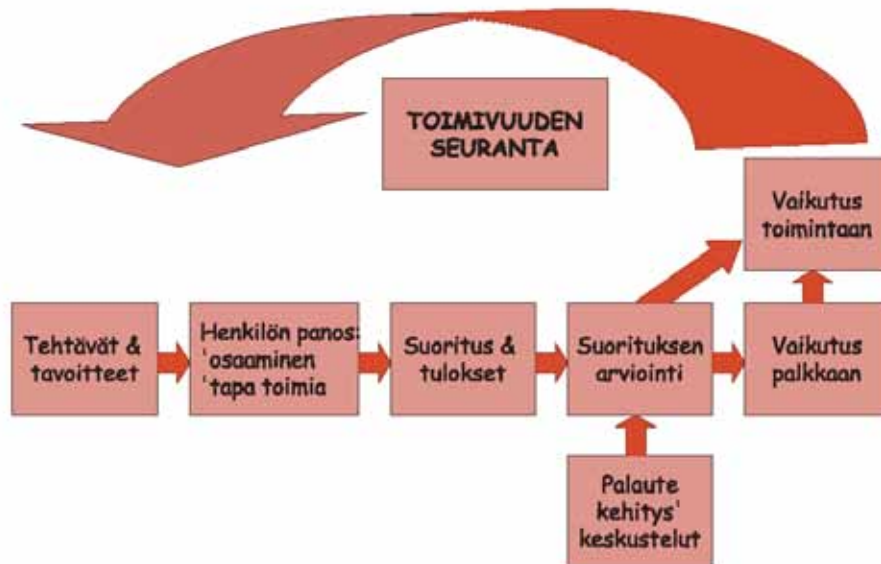 TOIMIVUUDEN
SEURANTA
Vaikutus
toimintaan
Tehtävät &
tavoitteet
Henkilön panos:
'osaaminen
'tapa toimia
Suoritus &
tulokset
Suorituksen
arviointi
Vaikutus
palkkaan
Palaute
kehitys'
keskustelut